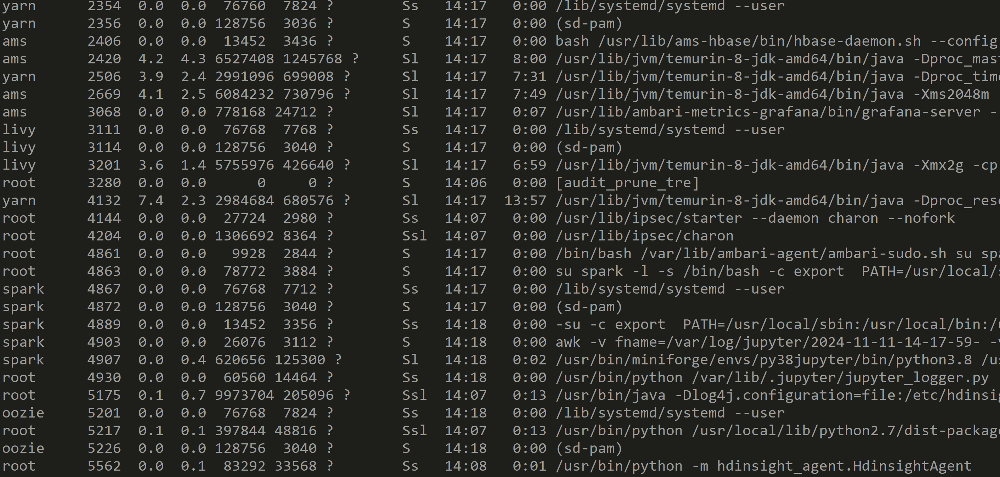 yarn 2354 0.0 0.0 76760 7824 ? Ss 14:17 0:00 /lib/systemd/systemd --user
yarn 2356 0.0 0.0 128756 3036 ? S 14:17 0:00 (sd-pam)
ams 2406 0.0 0.0 13452 3436 ? S 14:17 0:00 bash /usr/lib/ams-hbase/bin/hbase-daemon.sh --config
ams 2420 4.2 4.3 6527408 1245768 ? Sl 14:17 8:00 /usr/lib/jvm/temurin-8-jdk-amd64/bin/java -Dproc_mast
yarn 2506 3.9 2.4 2991096 699008 ? Sl 14:17 7:31 /usr/lib/jvm/temurin-8-jdk-amd64/bin/java -Dproc_time
ams 2669 4.1 2.5 6084232 730796 ? Sl 14:17 7:49 /usr/lib/jvm/temurin-8-jdk-amd64/bin/java -Xms2048m
ams 3068 0.0 0.0 778168 24712 ? Sl 14:17 0:07 /usr/lib/ambari-metrics-grafana/bin/grafana-server --
livy 3111 0.0 0.0 76768 7768 ? Ss 14:17 0:00 /lib/systemd/systemd --user
livy 3114 0.0 0.0 128756 3040 ? S 14:17 0:00 (sd-pam)
livy 3201 3.6 1.4 5755976 426640 ? Sl 14:17 6:59 /usr/lib/jvm/temurin-8-jdk-amd64/bin/java -Xmx2g -cp
root 3280 0.0 0.0 0 0 ? S 14:06 0:00 [audit_prune_tre]
yarn 4132 7.4 2.3 2984684 680576 ? Sl 14:17 13:57 /usr/lib/jvm/temurin-8-jdk-amd64/bin/java -Dproc_reso
root 4144 0.0 0.0 27724 2980 ? Ss 14:07 0:00 /usr/lib/ipsec/starter --daemon charon --nofork
root 4204 0.0 0.0 1306692 8364 ? Ssl 14:07 0:00 /usr/lib/ipsec/charon
root 4861 0.0 0.0 9928 2844 ? S 14:17 0:00 /bin/bash /var/lib/ambari-agent/ambari-sudo.sh su spa
root 4863 0.0 0.0 78772 3884 ? S 14:17 0:00 su spark -l -s /bin/bash -c export  PATH=/usr/local/s
spark 4867 0.0 0.0 76768 7712 ? Ss 14:17 0:00 /lib/systemd/systemd --user
spark 4872 0.0 0.0 128756 3040 ? S 14:17 0:00 (sd-pam)
spark 4889 0.0 0.0 13452 3356 ? Ss 14:18 0:00 -su -c export  PATH=/usr/local/sbin:/usr/local/bin:/u
spark 4903 0.0 0.0 26076 3112 ? S 14:18 0:00 awk -v fname=/var/log/jupyter/2024-11-11-14-17-59- -v
spark 4907 0.0 0.4 620656 125300 ? Sl 14:18 0:02 /usr/bin/miniforge/envs/py38jupyter/bin/python3.8 /us
root 4930 0.0 0.0 60560 14464 ? Ss 14:18 0:00 /usr/bin/python /var/lib/.jupyter/jupyter_logger.py
root 5175 0.1 0.7 9973704 205096 ? Ssl 14:07 0:13 /usr/bin/java -Dlog4j.configuration=file:/etc/hdinsig
oozie 5201 0.0 0.0 76768 7824 ? Ss 14:18 0:00 /lib/systemd/systemd --user
root 5217 0.1 0.1 397844 48816 ? Ssl 14:07 0:13 /usr/bin/python /usr/local/lib/python2.7/dist-package
oozie 5226 0.0 0.0 128756 3040 ? S 14:18 0:00 (sd-pam)
root 5562 0.0 0.1 83292 33568 ? Ss 14:08 0:01 /usr/bin/python -m hdinsight_agent.HdinsightAgent